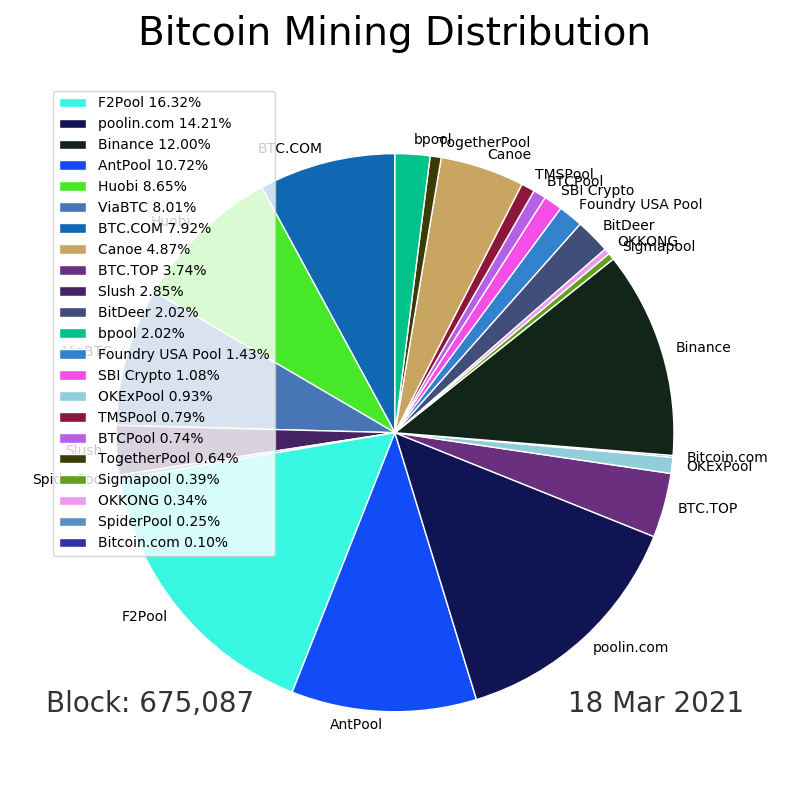 Bitcoin Mining Distribution
F2Pool 16.32%
poolin.com 14.21%
Binance 12.00%
AntPool 10.72%
Huobi 8.65%
ViaBTC 8.01%
BTC.COM 7.92%
Canoe 4.87%
BTC.TOP 3.74%
Slush 2.85%
BitDeer 2.02%
bpool 2.02%
Foundry USA Pool 1.43%
SBI Crypto 1.08%
OKExPool 0.93%
TMSPool 0.79%
BTCPool 0.74%
TogetherPool 0.64%
Sigmapool 0.39%
OKKONG 0.34%
SpiderPool 0.25%
Bitcoin.com 0.10%
bpool
TogetherPool
BTC.COM
Canoe
TMSPool
BTCPool
SBI Crypto
Foundry USA Pool
Huobi
BitDeer
OKKONG
Sigmapool
Binance
ViaBTC
Slush
Bitcoin.com
OKExPool
BTC.TOP
F2Pool
poolin.com
AntPool
Block: 675,087
18 Mar 2021